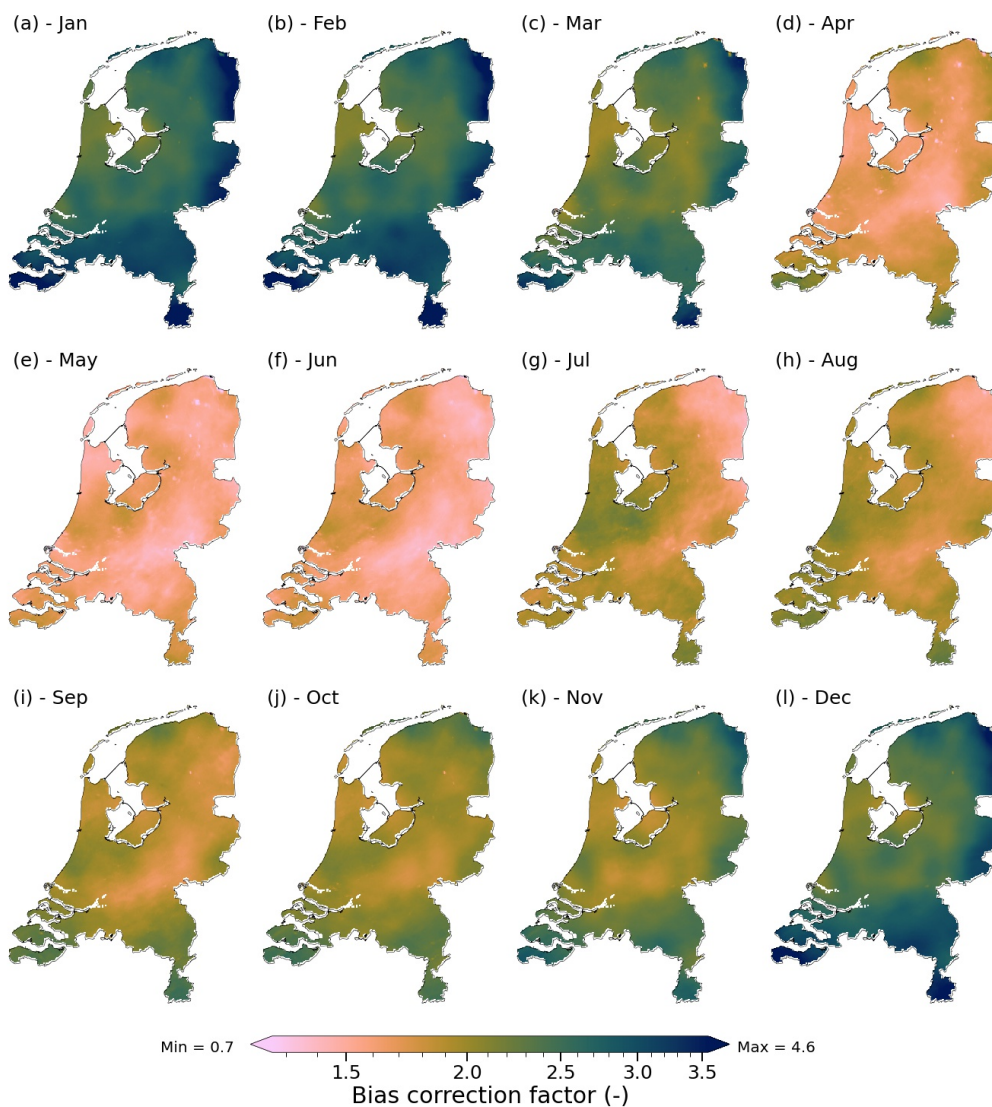 (a) - Jan
(b) - Feb
(c) - Mar
(d) - Apr
(e) - May
(f) - Jun
(g) - Jul
(h) - Aug
(i) - Sep
(j) - Oct
(k) - Nov
(l) - Dec
Min = 0.7
Max = 4.6
1.5 2.0 2.5 3.0 3.5
Bias correction factor (-)